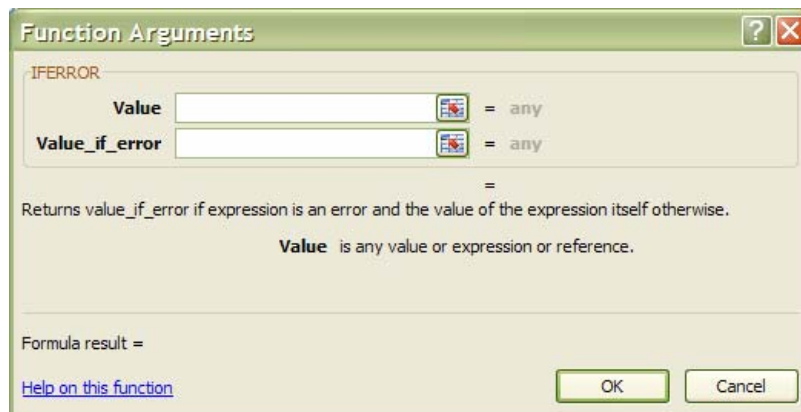 Function Arguments
IFERROR
Value = any
Value_if_error = any
=
Returns value_if_error if expression is an error and the value of the expression itself otherwise.
Value is any value or expression or reference.
Formula result =
Help on this function OK Cancel